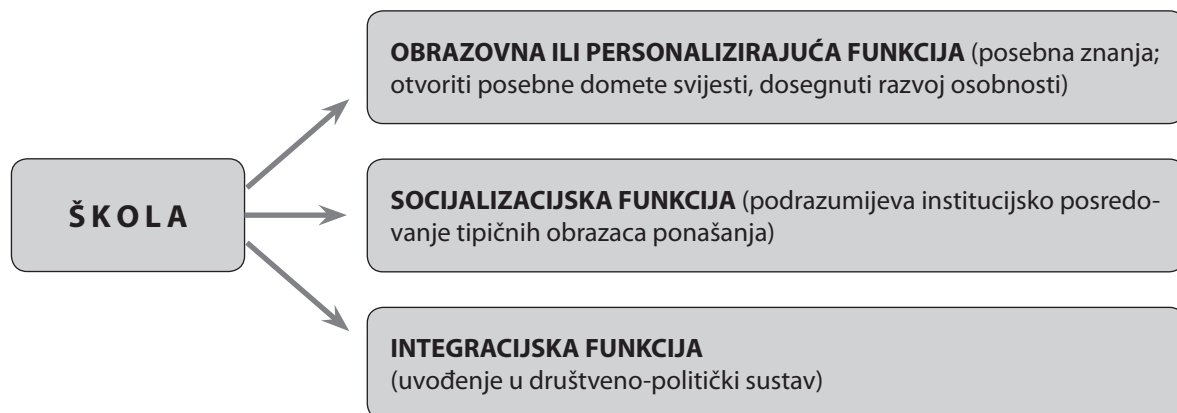 OBRAZOVNA ILI PERSONALIZIRAJUĆA FUNKCIJA (posebna znanja;
otvoriti posebne domete svijesti, dosegnuti razvoj osobnosti)
ŠKOLA
SOCIJALIZACIJSKA FUNKCIJA (podrazumijeva institucijsko posredo-
vanje tipičnih obrazaca ponašanja)
INTEGRACIJSKA FUNKCIJA
(uvođenje u društveno-politički sustav)